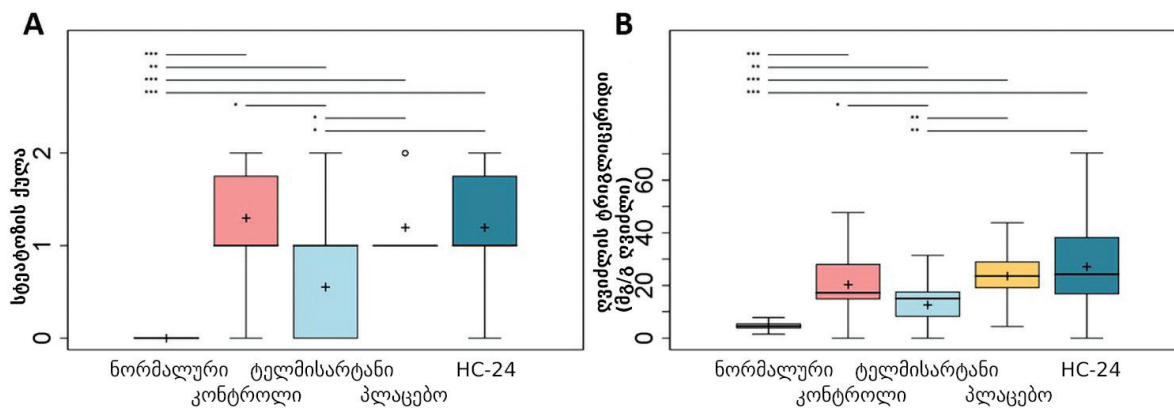 A
***
**
***
***
*
*
*
სტეატოზის ქულა
2
1
0
ნორმალური
კონტროლი
ტელმისარტანი
პლაცებო
HC-24
B
***
**
***
***
*
**
**
ღვიძლის ტრიგლიცერიდი
(მგ/გ ღვიძლი)
60
40
20
0
ნორმალური
კონტროლი
ტელმისარტანი
პლაცებო
HC-24